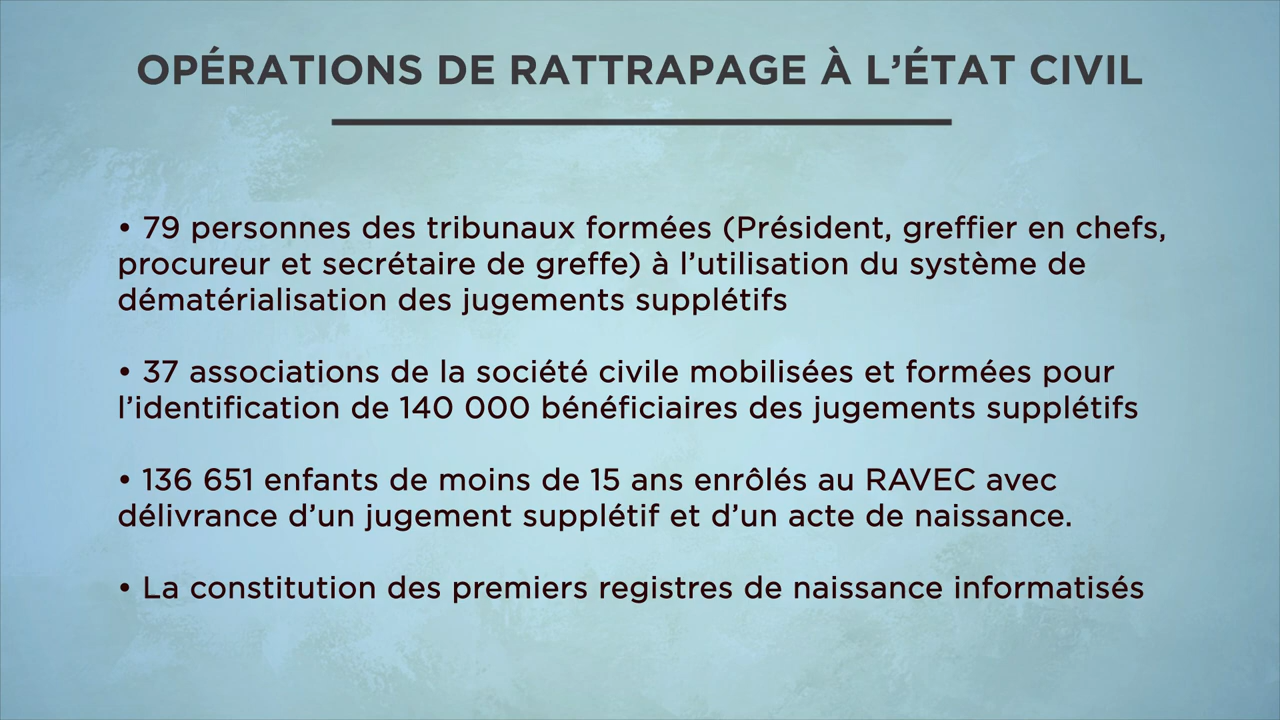 OPÉRATIONS DE RATTRAPAGE À L’ÉTAT CIVIL
• 79 personnes des tribunaux formées (Président, greffier en chefs,
procureur et secrétaire de greffe) à l’utilisation du système de
dématérialisation des jugements supplétifs
• 37 associations de la société civile mobilisées et formées pour
l’identification de 140 000 bénéficiaires des jugements supplétifs
• 136 651 enfants de moins de 15 ans enrôlés au RAVEC avec
délivrance d’un jugement supplétif et d’un acte de naissance.
• La constitution des premiers registres de naissance informatisés